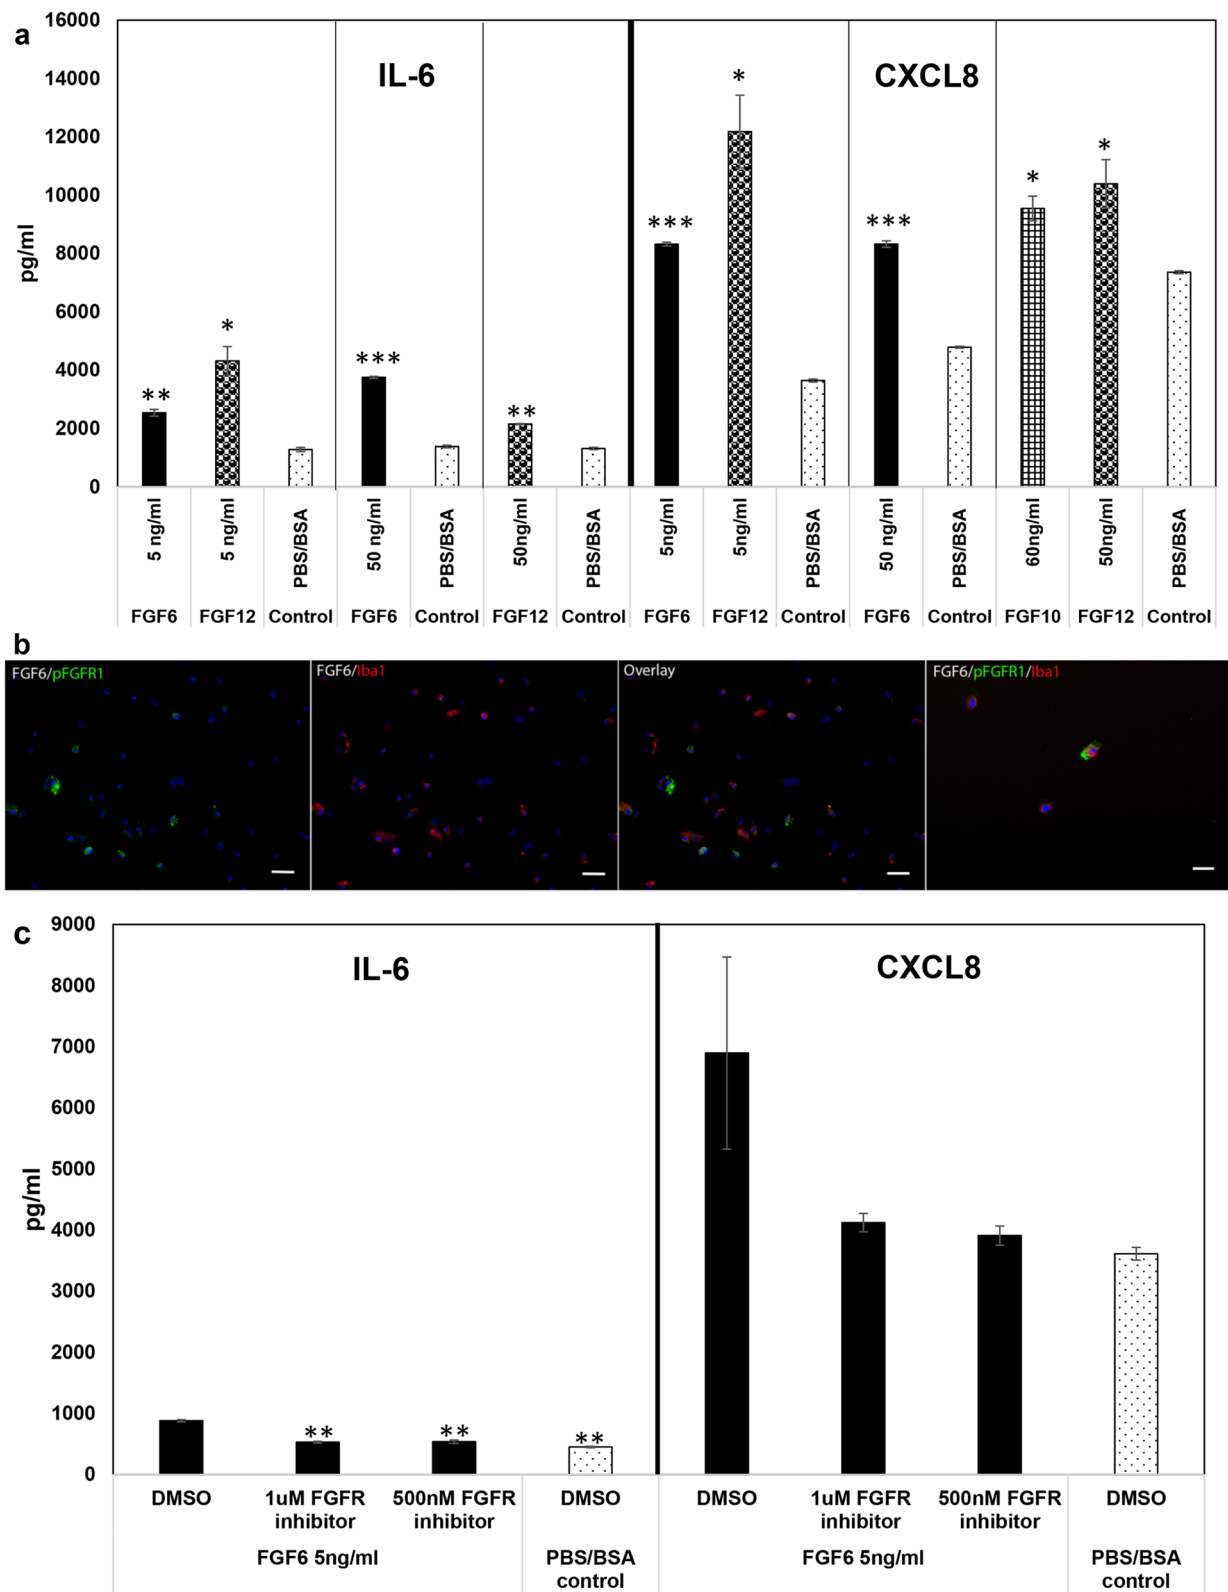 a
16000
14000
12000
10000
8000
6000
4000
2000
0
pg/ml
IL-6
CXCL8
**
*
***
**
***
*
***
*
*
5 ng/ml
5 ng/ml
PBS/BSA
50 ng/ml
PBS/BSA
50ng/ml
PBS/BSA
5ng/ml
5ng/ml
PBS/BSA
50 ng/ml
PBS/BSA
60ng/ml
50ng/ml
PBS/BSA
FGF6 FGF12 Control FGF6 Control FGF12 Control FGF6 FGF12 Control FGF6 Control FGF10 FGF12 Control
b
FGF6/pFGFR1
FGF6/Iba1
Overlay
FGF6/pFGFR1/Iba1
c
9000
8000
7000
6000
5000
4000
3000
2000
1000
0
pg/ml
IL-6
CXCL8
**
**
**
DMSO
1uM FGFR
inhibitor
500nM FGFR
inhibitor
DMSO
FGF6 5ng/ml
PBS/BSA
control
DMSO
1uM FGFR
inhibitor
500nM FGFR
inhibitor
DMSO
FGF6 5ng/ml
PBS/BSA
control